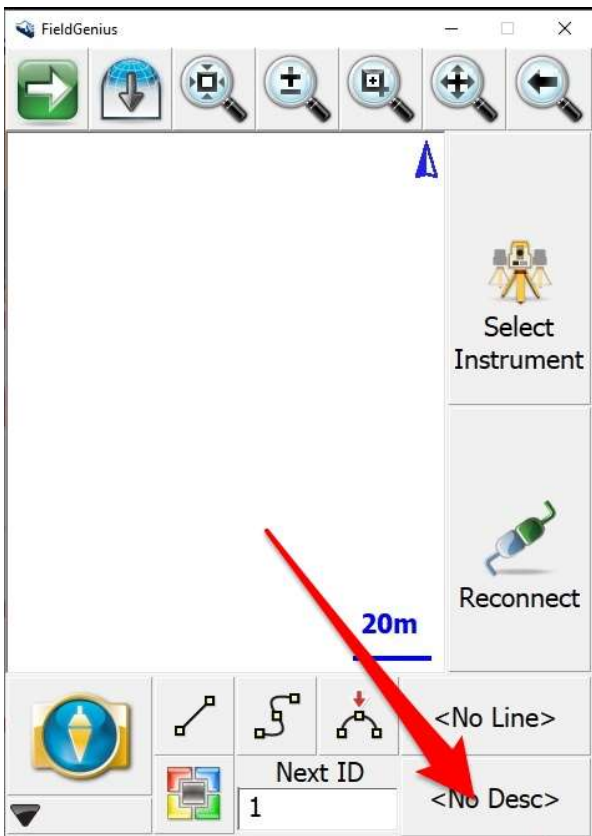 FieldGenius
Select
Instrument
Reconnect
20m
<No Line>
Next ID
1
<No Desc>